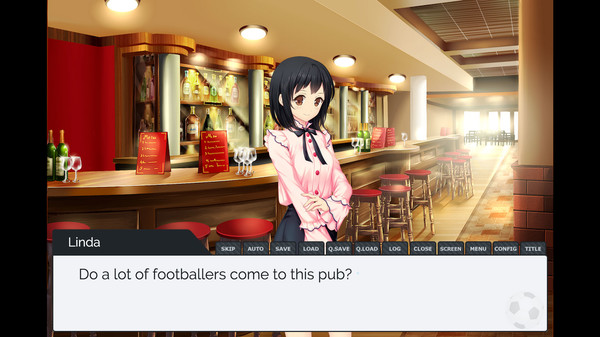 Menu
Linda
SKIP AUTO SAVE LOAD Q.SAVE Q.LOAD LOG CLOSE SCREEN MENU CONFIG TITLE
Do a lot of footballers come to this pub?